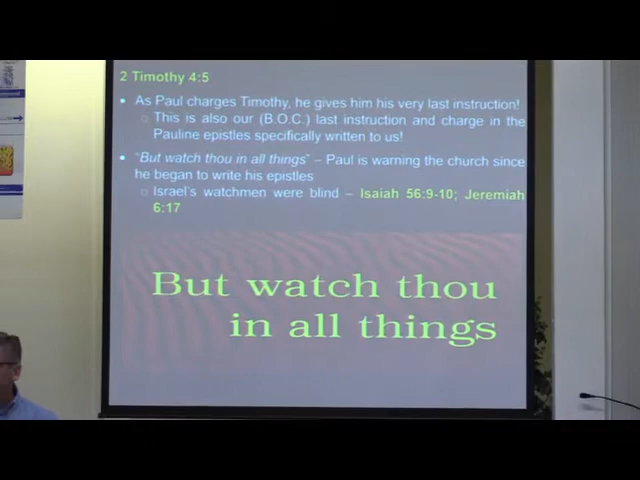 2 Timothy 4:5
▪ As Paul charges Timothy, he gives him his very last instruction!
○ This is also our (B.O.C.) last instruction and charge in the
Pauline epistles specifically written to us!
▪ “But watch thou in all things” – Paul is warning the church since
he began to write his epistles
○ Israel’s watchmen were blind – Isaiah 56:9-10; Jeremiah
6:17
But watch thou
in all things